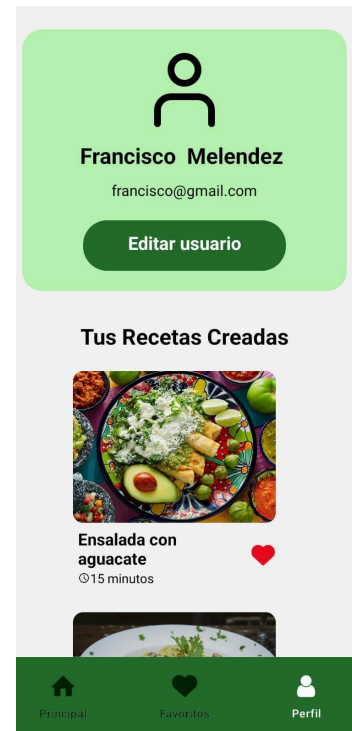 Francisco Melendez
francisco@gmail.com
Editar usuario
Tus Recetas Creadas
Ensalada con
aguacate
15 minutos
Principal
Favoritos
Perfil